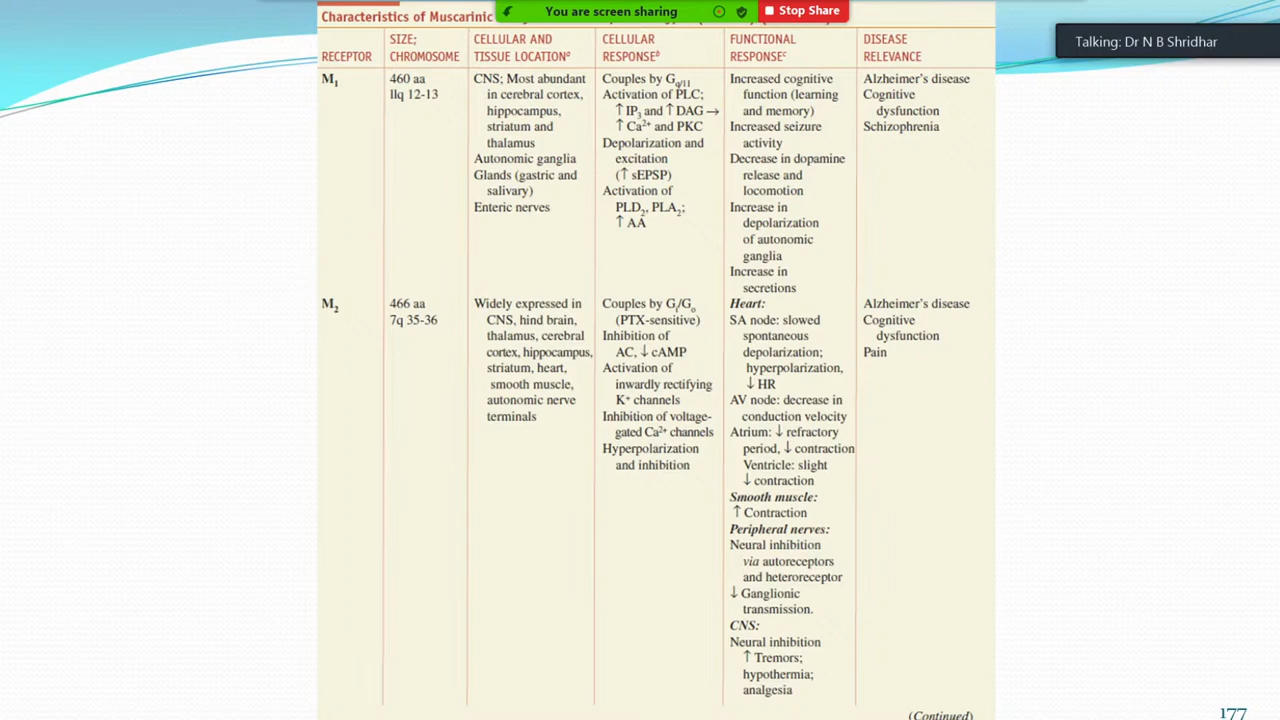 Characteristics of Muscarinic
You are screen sharing
Stop Share
Talking: Dr N B Shridhar
RECEPTOR
SIZE;
CHROMOSOME
CELLULAR AND
TISSUE LOCATIONᵃ
CELLULAR
RESPONSEᵇ
FUNCTIONAL
RESPONSEᶜ
DISEASE
RELEVANCE
M₁
460 aa
11q 12-13
CNS; Most abundant
in cerebral cortex,
hippocampus,
striatum and
thalamus
Autonomic ganglia
Glands (gastric and
salivary)
Enteric nerves
Couples by Gq/11
Activation of PLC;
↑ IP₃ and ↑ DAG →
↑ Ca²⁺ and PKC
Depolarization and
excitation
(↑ sEPSP)
Activation of
PLD₂, PLA₂;
↑ AA
Increased cognitive
function (learning
and memory)
Increased seizure
activity
Decrease in dopamine
release and
locomotion
Increase in
depolarization
of autonomic
ganglia
Increase in
secretions
Alzheimer's disease
Cognitive
dysfunction
Schizophrenia
M₂
466 aa
7q 35-36
Widely expressed in
CNS, hind brain,
thalamus, cerebral
cortex, hippocampus,
striatum, heart,
smooth muscle,
autonomic nerve
terminals
Couples by Gᵢ/Gₒ
(PTX-sensitive)
Inhibition of
AC, ↓ cAMP
Activation of
inwardly rectifying
K⁺ channels
Inhibition of voltage-
gated Ca²⁺ channels
Hyperpolarization
and inhibition
Heart:
SA node: slowed
spontaneous
depolarization;
hyperpolarization,
↓ HR
AV node: decrease in
conduction velocity
Atrium: ↓ refractory
period, ↓ contraction
Ventricle: slight
↓ contraction
Smooth muscle:
↑ Contraction
Peripheral nerves:
Neural inhibition
via autoreceptors
and heteroreceptor
↓ Ganglionic
transmission.
CNS:
Neural inhibition
↑ Tremors;
hypothermia;
analgesia
Alzheimer's disease
Cognitive
dysfunction
Pain
(Continued)
177